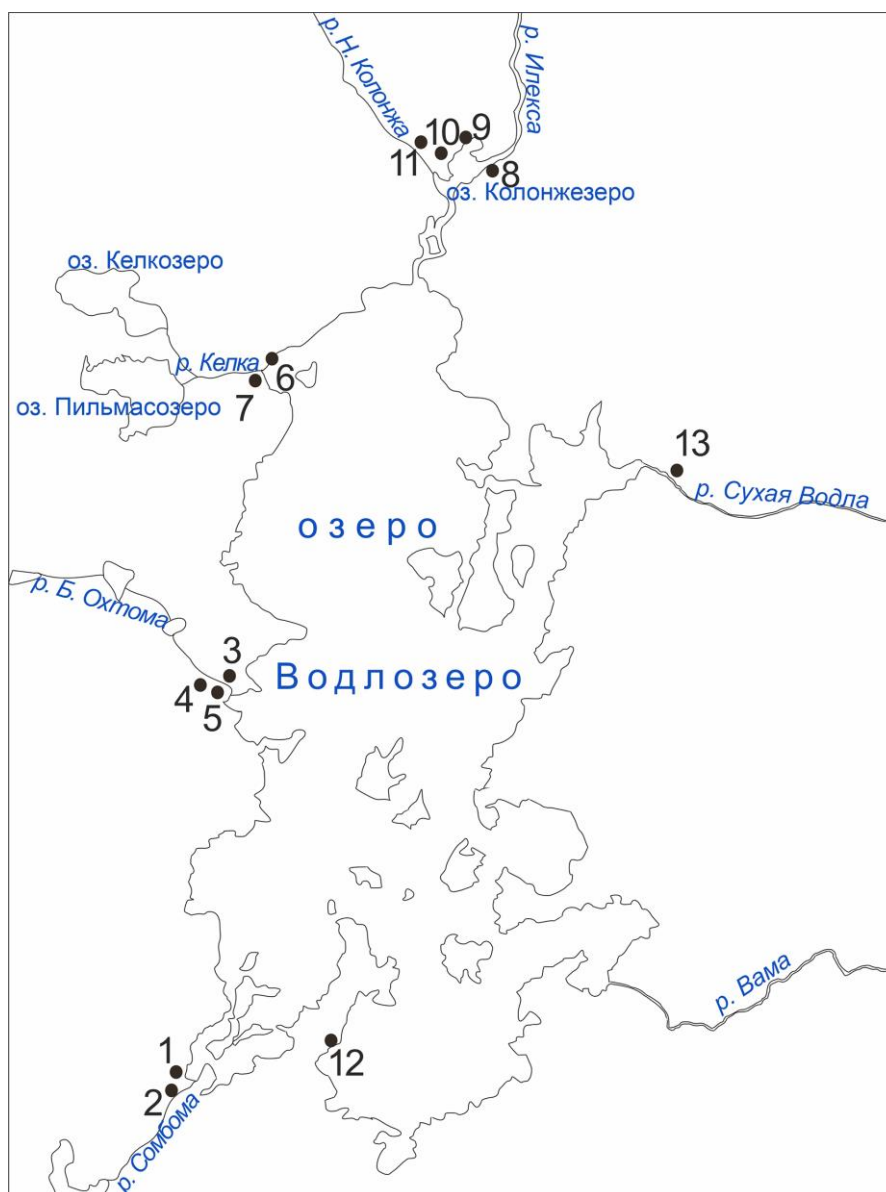 р. Н. Колонжа
р. Илекса
10
9
11
8
оз. Колонжезеро
оз. Келкозеро
р. Келка
6
7
оз. Пильмасозеро
13
р. Сухая Водла
озеро
р. Б. Охтома
3
Водлозеро
4
5
р. Вама
1
12
2
р. Сомбома